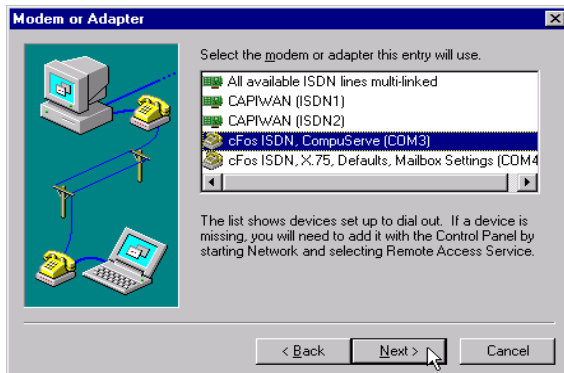 Modem or Adapter
Select the modem or adapter this entry will use.
All available ISDN lines multi-linked
CAPIWAN (ISDN1)
CAPIWAN (ISDN2)
cFos ISDN, CompuServe (COM3)
cFos ISDN, X.75, Defaults, Mailbox Settings (COM4
The list shows devices set up to dial out. If a device is
missing, you will need to add it with the Control Panel by
starting Network and selecting Remote Access Service.
< Back
Next >
Cancel